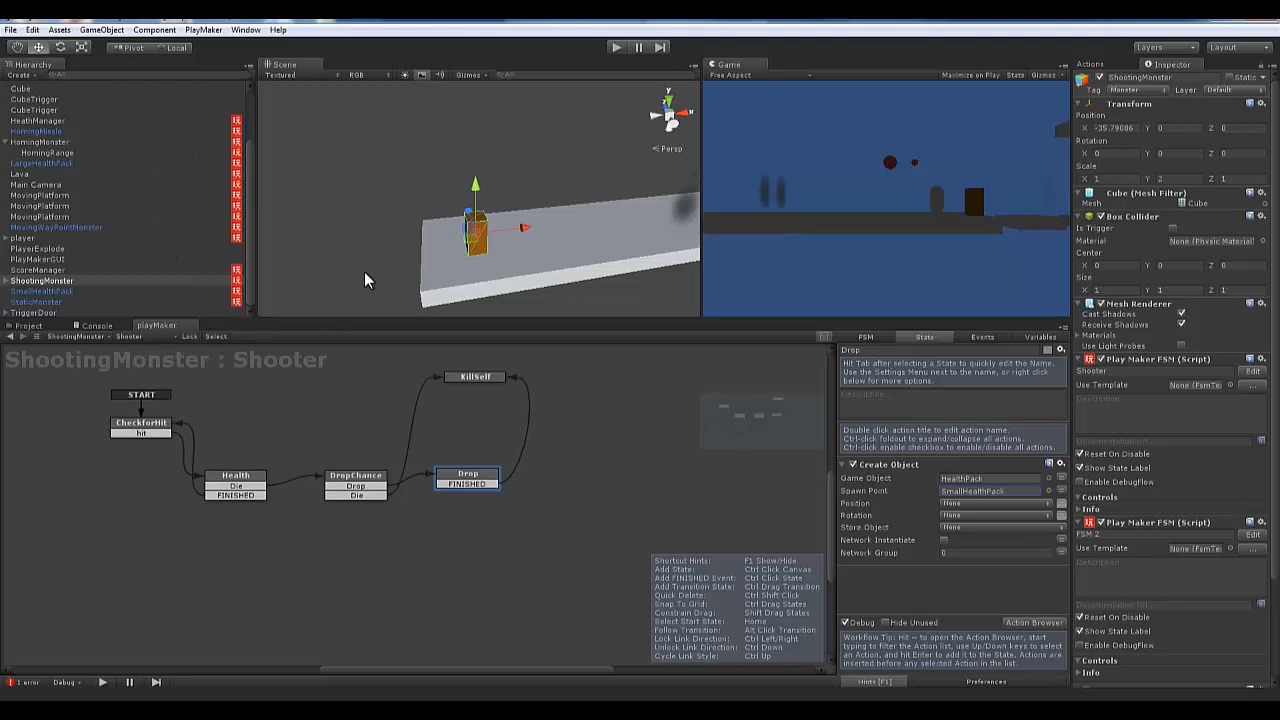 File Edit Assets GameObject Component PlayMaker Window Help
Pivot Local Layers Layout
Hierarchy Scene Game Actions Inspector
Create All Textured RGB Gizmos All Free Aspect Maximize on Play Stats Gizmos
ShootingMonster Static
Tag Monster Layer Default
Cube
CubeTrigger
CubeTrigger
HeathManager
HomingMissle
HomingMonster
HomingRange
LargeHealthPack
Lava
Main Camera
MovingPlatform
MovingPlatform
MovingPlatform
MovingWayPointMonster
player
PlayerExplode
PlayMakerGUI
ScoreManager
ShootingMonster
SmallHealthPack
StaticMonster
TriggerDoor
y
x
z
Persp
Transform
Position
X -35.79086 Y 0 Z 0
Rotation
X 0 Y 0 Z 0
Scale
X 1 Y 2 Z 1
Cube (Mesh Filter)
Mesh Cube
Box Collider
Is Trigger
Material None (Physic Material)
Center
X 0 Y 0 Z 0
Size
X 1 Y 1 Z 1
Mesh Renderer
Cast Shadows
Receive Shadows
Materials
Use Light Probes
Play Maker FSM (Script)
Shooter Edit
Use Template None (FsmTe
Description...
Documentation Url...
Reset On Disable
Show State Label
Enable DebugFlow
Controls
Info
Play Maker FSM (Script)
FSM 2 Edit
Use Template None (FsmTe
Description...
Documentation Url...
Reset On Disable
Show State Label
Enable DebugFlow
Controls
Info
Project Console playMaker
ShootingMonster Shooter Lock Select
ShootingMonster : Shooter
START
CheckforHit
hit
Health
Die
FINISHED
DropChance
Drop
Die
Drop
FINISHED
KillSelf
Shortcut Hints: F1 Show/Hide
Add State: Ctrl Click Canvas
Add FINISHED Event: Ctrl Click State
Add Transition State: Ctrl Drag Transition
Quick Delete: Ctrl Shift Click
Snap To Grid: Ctrl Drag States
Constrain Drag: Shift Drag States
Select Start State: Home
Follow Transition: Alt Click Transition
Lock Link Direction: Ctrl Left/Right
Unlock Link Direction: Ctrl Down
Cycle Link Style: Ctrl Up
FSM State Events Variables
Drop
Hit Tab after selecting a State to quickly edit the Name.
Use the Settings Menu next to the name, or right click
below for more options.
Description...
Double click action title to edit action name.
Ctrl-click foldout to expand/collapse all actions.
Ctrl-click enable checkbox to enable/disable all actions.
Create Object
Game Object HealthPack
Spawn Point SmallHealthPack
Position None
Rotation None
Store Object None
Network Instantiate
Network Group 0
Debug Hide Unused Action Browser
Workflow Tip: Hit ~ to open the Action Browser, start
typing to filter the Action list, use Up/Down keys to select
an Action, and hit Enter to add it to the State. Actions are
inserted before any selected Action in the list.
Hints [F1] Preferences
1 error Debug